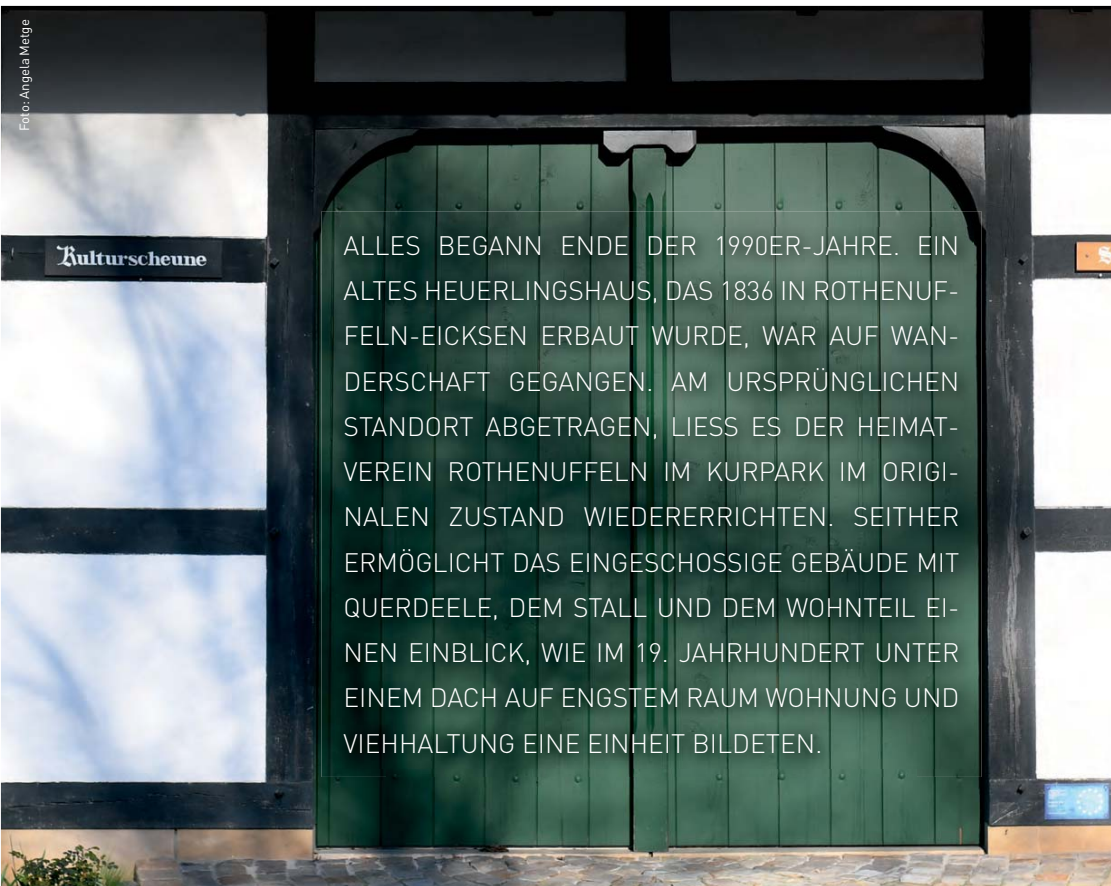 Foto: Angela Metge
Kulturscheune
ALLES BEGANN ENDE DER 1990ER-JAHRE. EIN
ALTES HEUERLINGSHAUS, DAS 1836 IN ROTHENUF-
FELN-EICKSEN ERBAUT WURDE, WAR AUF WAN-
DERSCHAFT GEGANGEN. AM URSPRÜNGLICHEN
STANDORT ABGETRAGEN, LIESS ES DER HEIMAT-
VEREIN ROTHENUFFELN IM KURPARK IM ORIGI-
NALEN ZUSTAND WIEDERERRICHTEN. SEITHER
ERMÖGLICHT DAS EINGESCHOSSIGE GEBÄUDE MIT
QUERDEELE, DEM STALL UND DEM WOHNTEIL EI-
NEN EINBLICK, WIE IM 19. JAHRHUNDERT UNTER
EINEM DACH AUF ENGSTEM RAUM WOHNUNG UND
VIEHHALTUNG EINE EINHEIT BILDETEN.